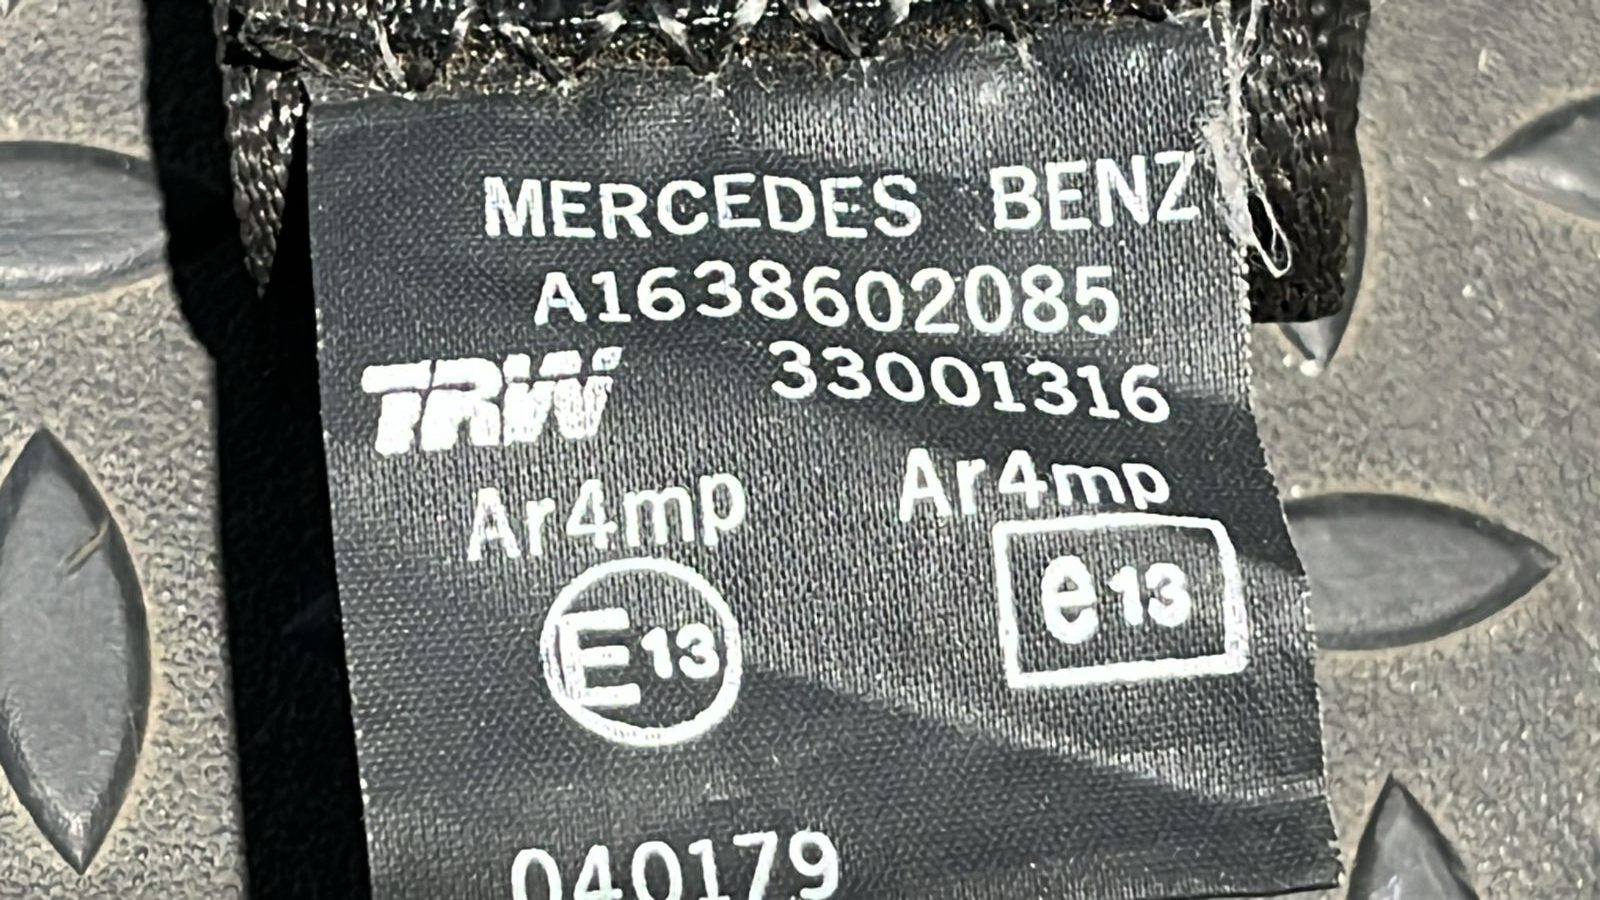 MERCEDES BENZ
A1638602085
TRW 33001316
Ar4mp Ar4mp
E13 e13
040179